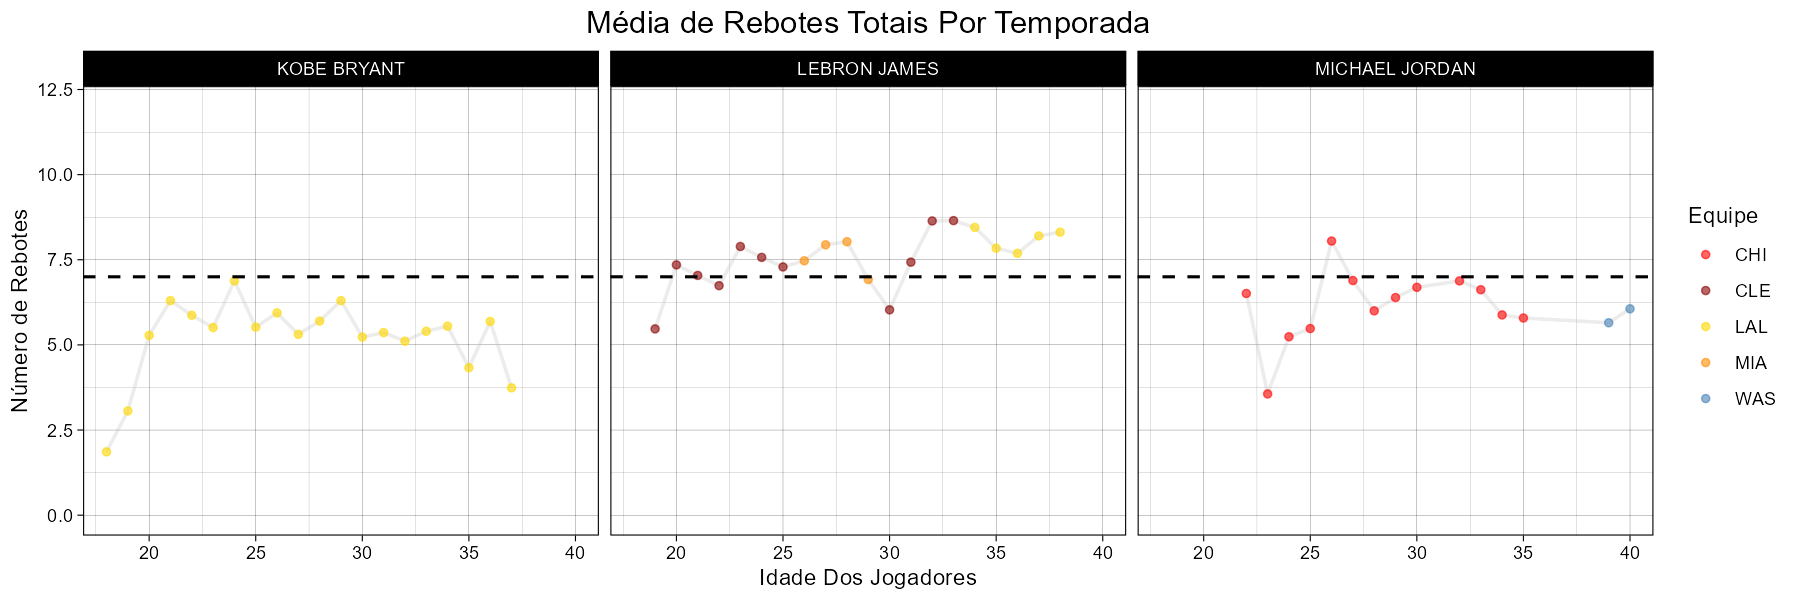 Média de Rebotes Totais Por Temporada
KOBE BRYANT
LEBRON JAMES
MICHAEL JORDAN
Número de Rebotes
12.5
10.0
7.5
5.0
2.5
0.0
20 25 30 35 40
20 25 30 35 40
20 25 30 35 40
Idade Dos Jogadores
Equipe
CHI
CLE
LAL
MIA
WAS